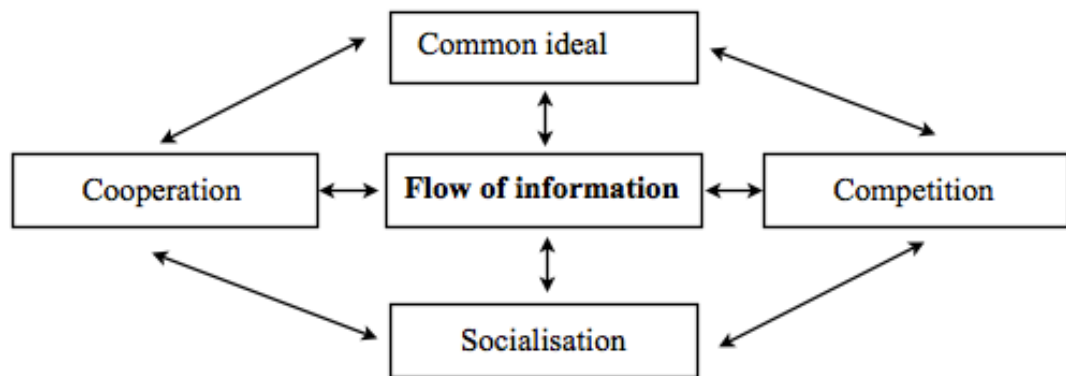 Common ideal
Cooperation
Flow of information
Competition
Socialisation